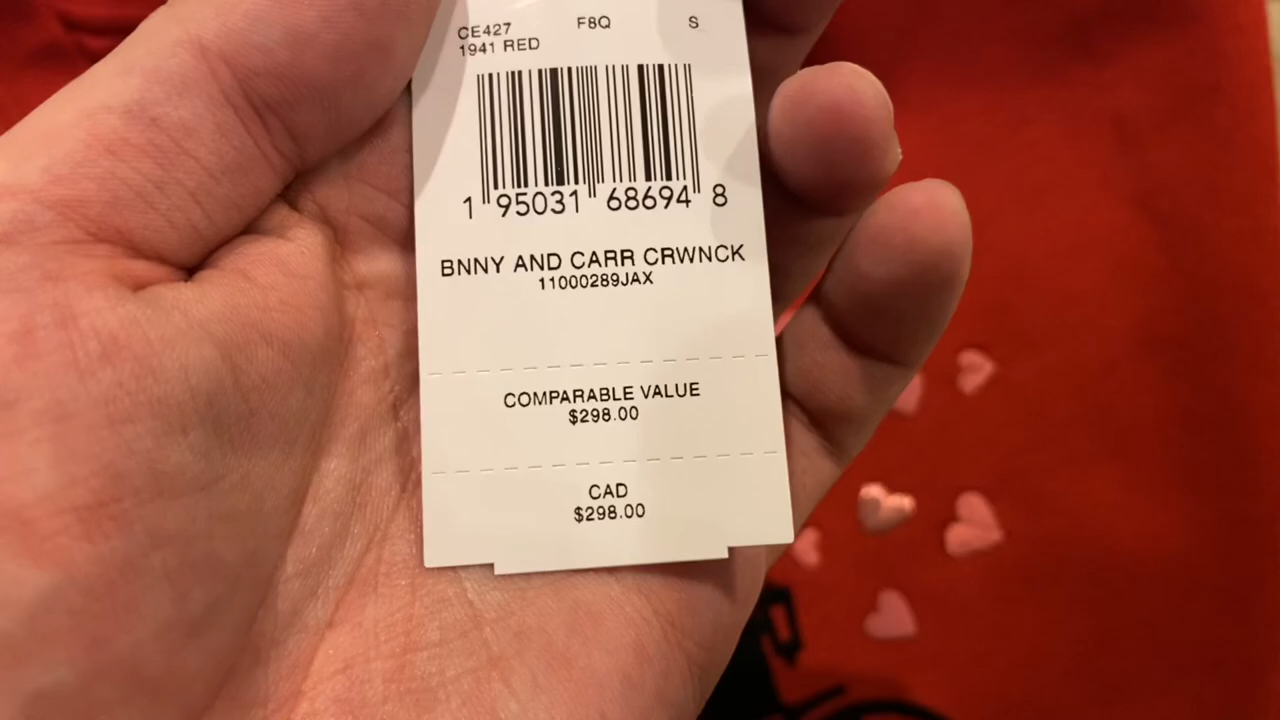 CE427 F8Q S
1941 RED
1 95031 68694 8
BNNY AND CARR CRWNCK
11000289JAX
COMPARABLE VALUE
$298.00
CAD
$298.00